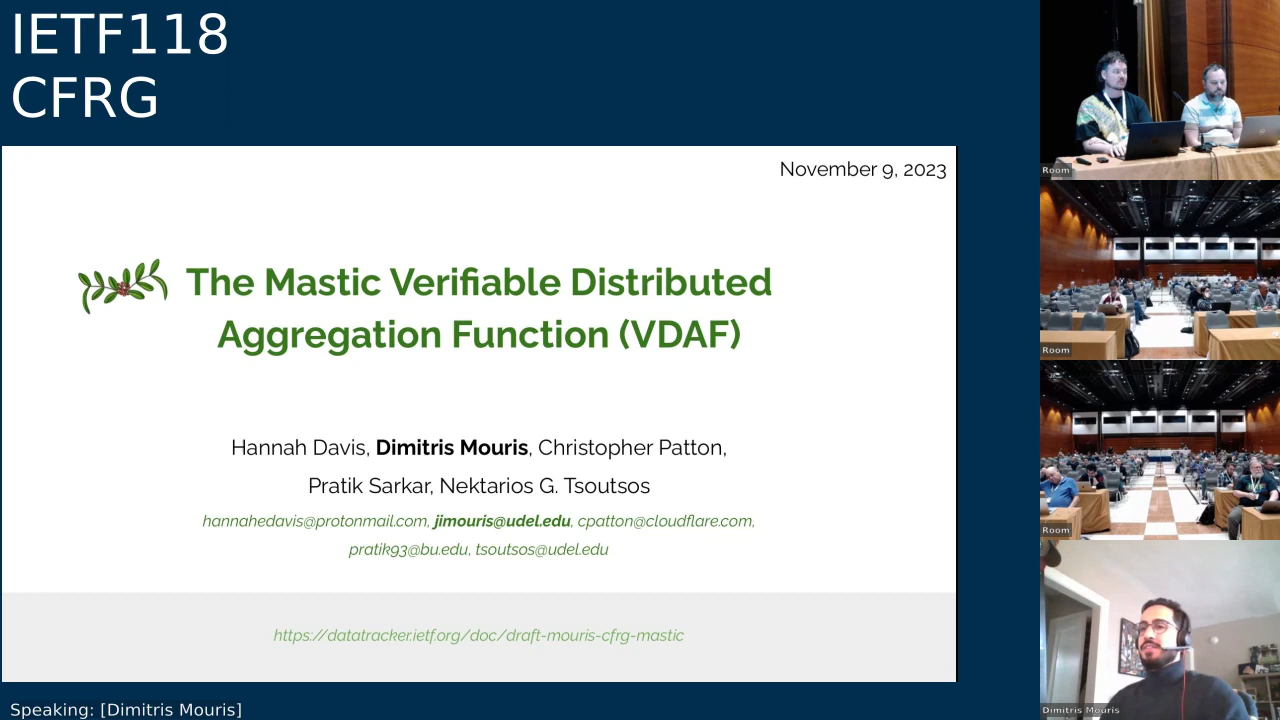 IETF118
CFRG
November 9, 2023
The Mastic Verifiable Distributed
Aggregation Function (VDAF)
Hannah Davis, Dimitris Mouris, Christopher Patton,
Pratik Sarkar, Nektarios G. Tsoutsos
hannahedavis@protonmail.com, jimouris@udel.edu, cpatton@cloudflare.com,
pratik93@bu.edu, tsoutsos@udel.edu
https://datatracker.ietf.org/doc/draft-mouris-cfrg-mastic
Speaking: [Dimitris Mouris]
Room
Room
Room
Dimitris Mouris